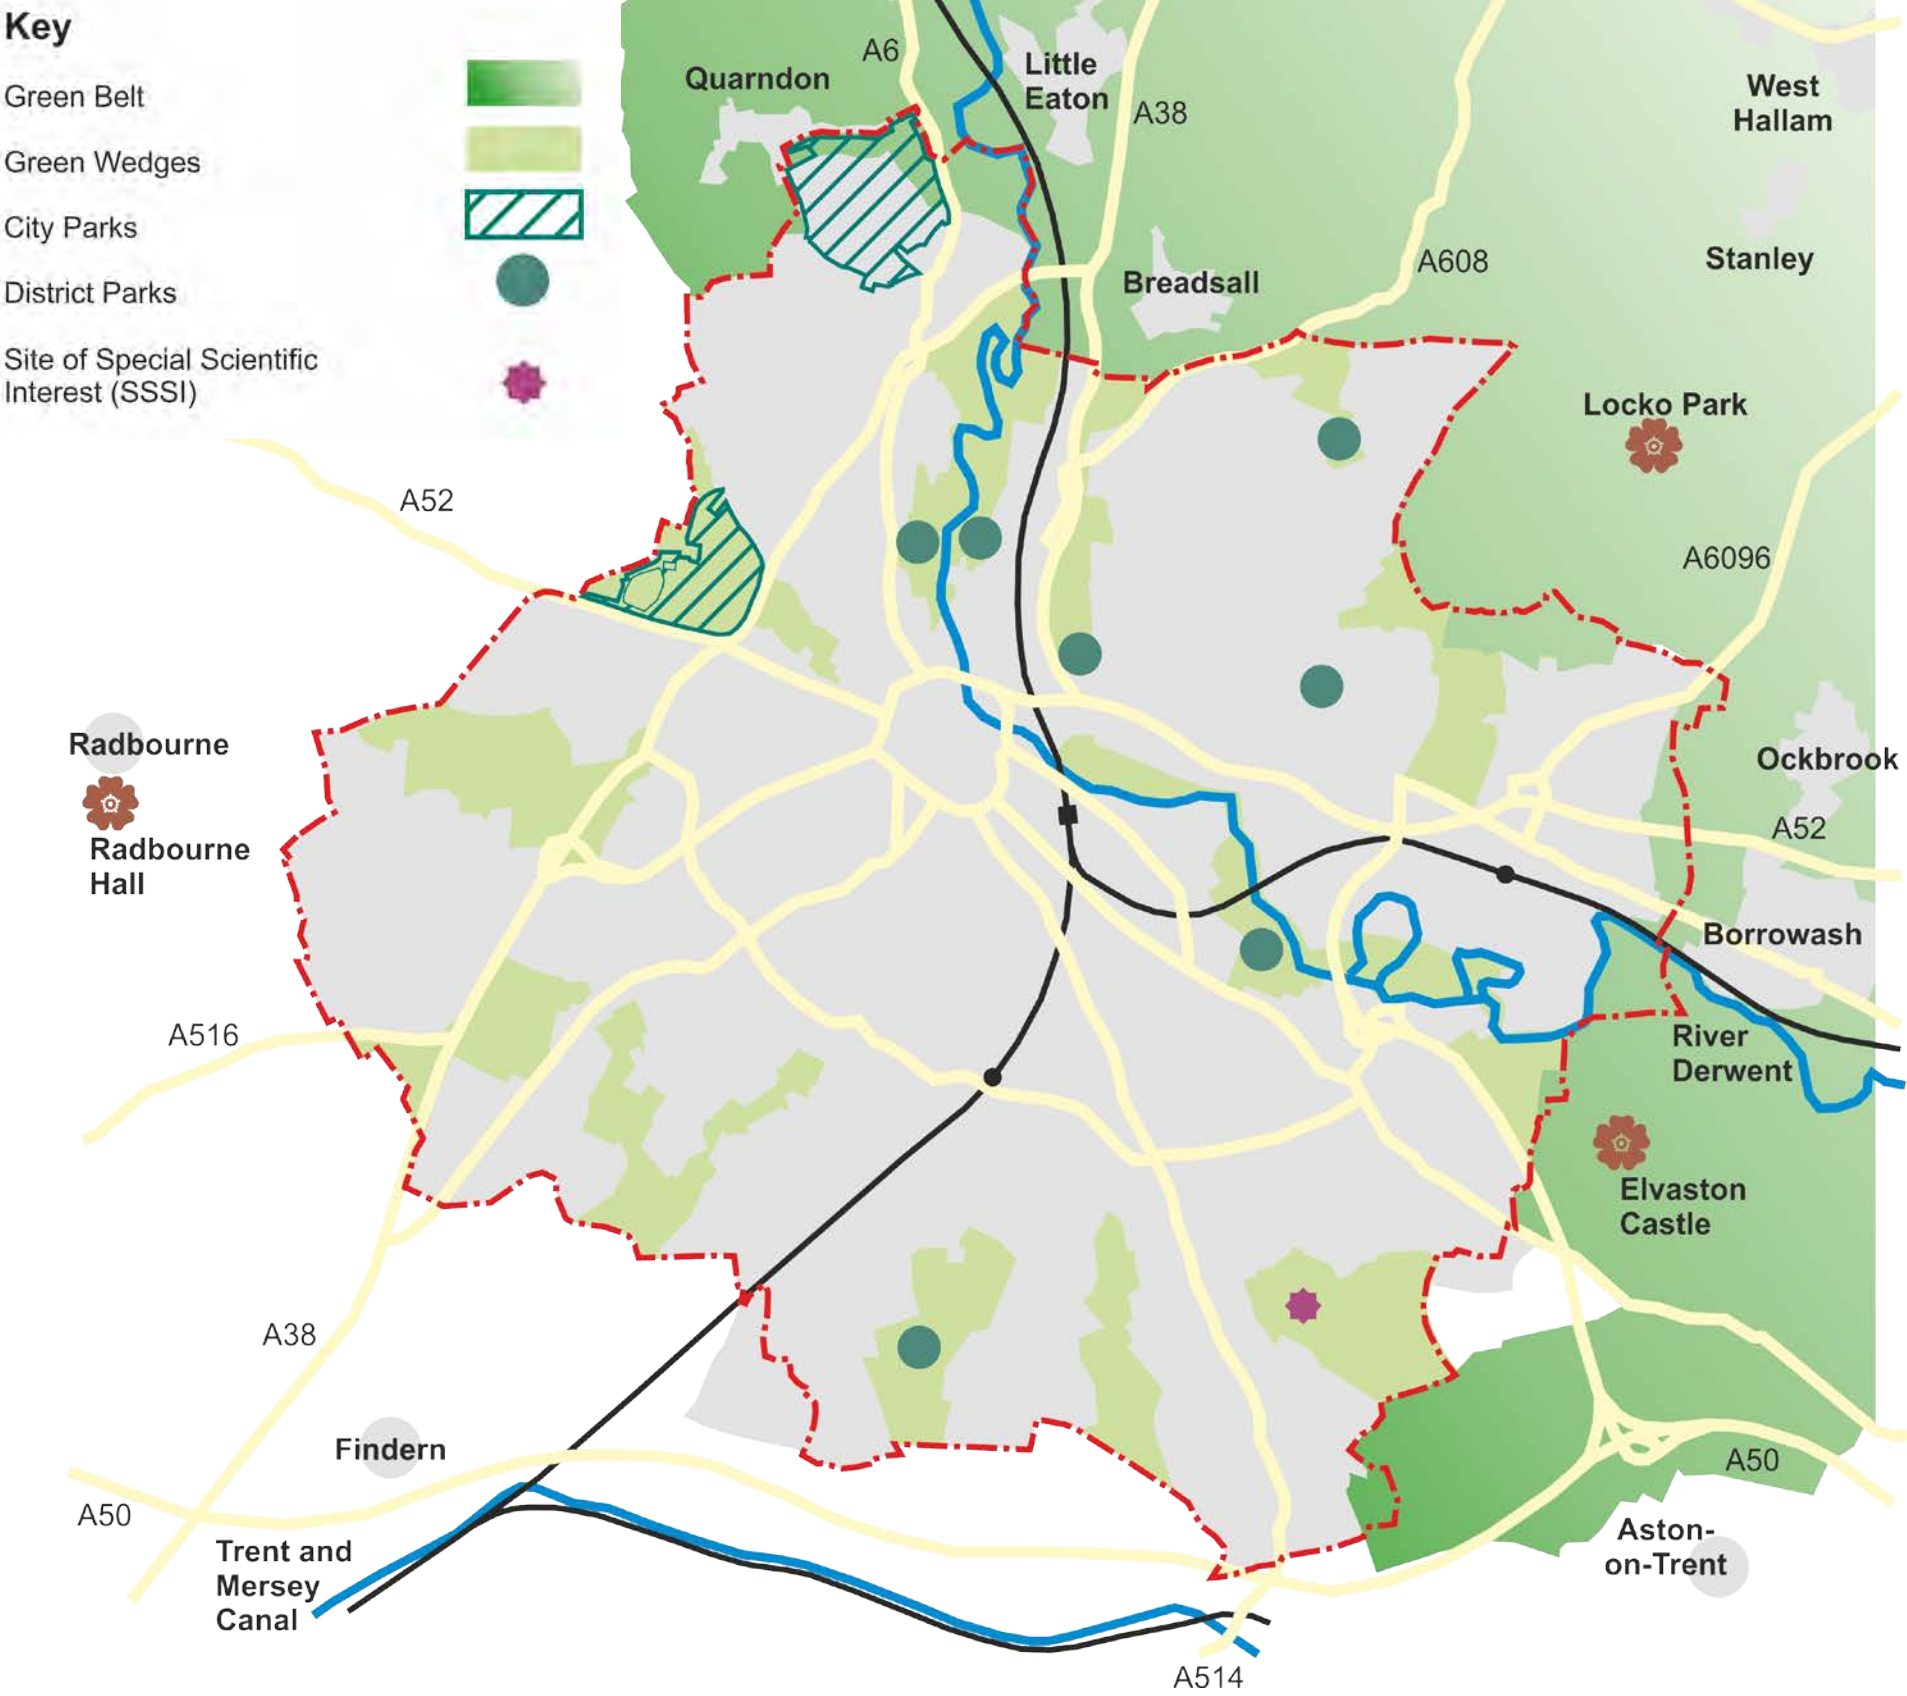 Key
Green Belt
Green Wedges
City Parks
District Parks
Site of Special Scientific
Interest (SSSI)
A6
Quarndon
Little
Eaton
A38
West
Hallam
A608
Stanley
Breadsall
Locko Park
A52
A6096
Radbourne
Radbourne
Hall
Ockbrook
A52
Borrowash
A516
River
Derwent
Elvaston
Castle
A38
Findern
A50
A50
Aston-
on-Trent
Trent and
Mersey
Canal
A514